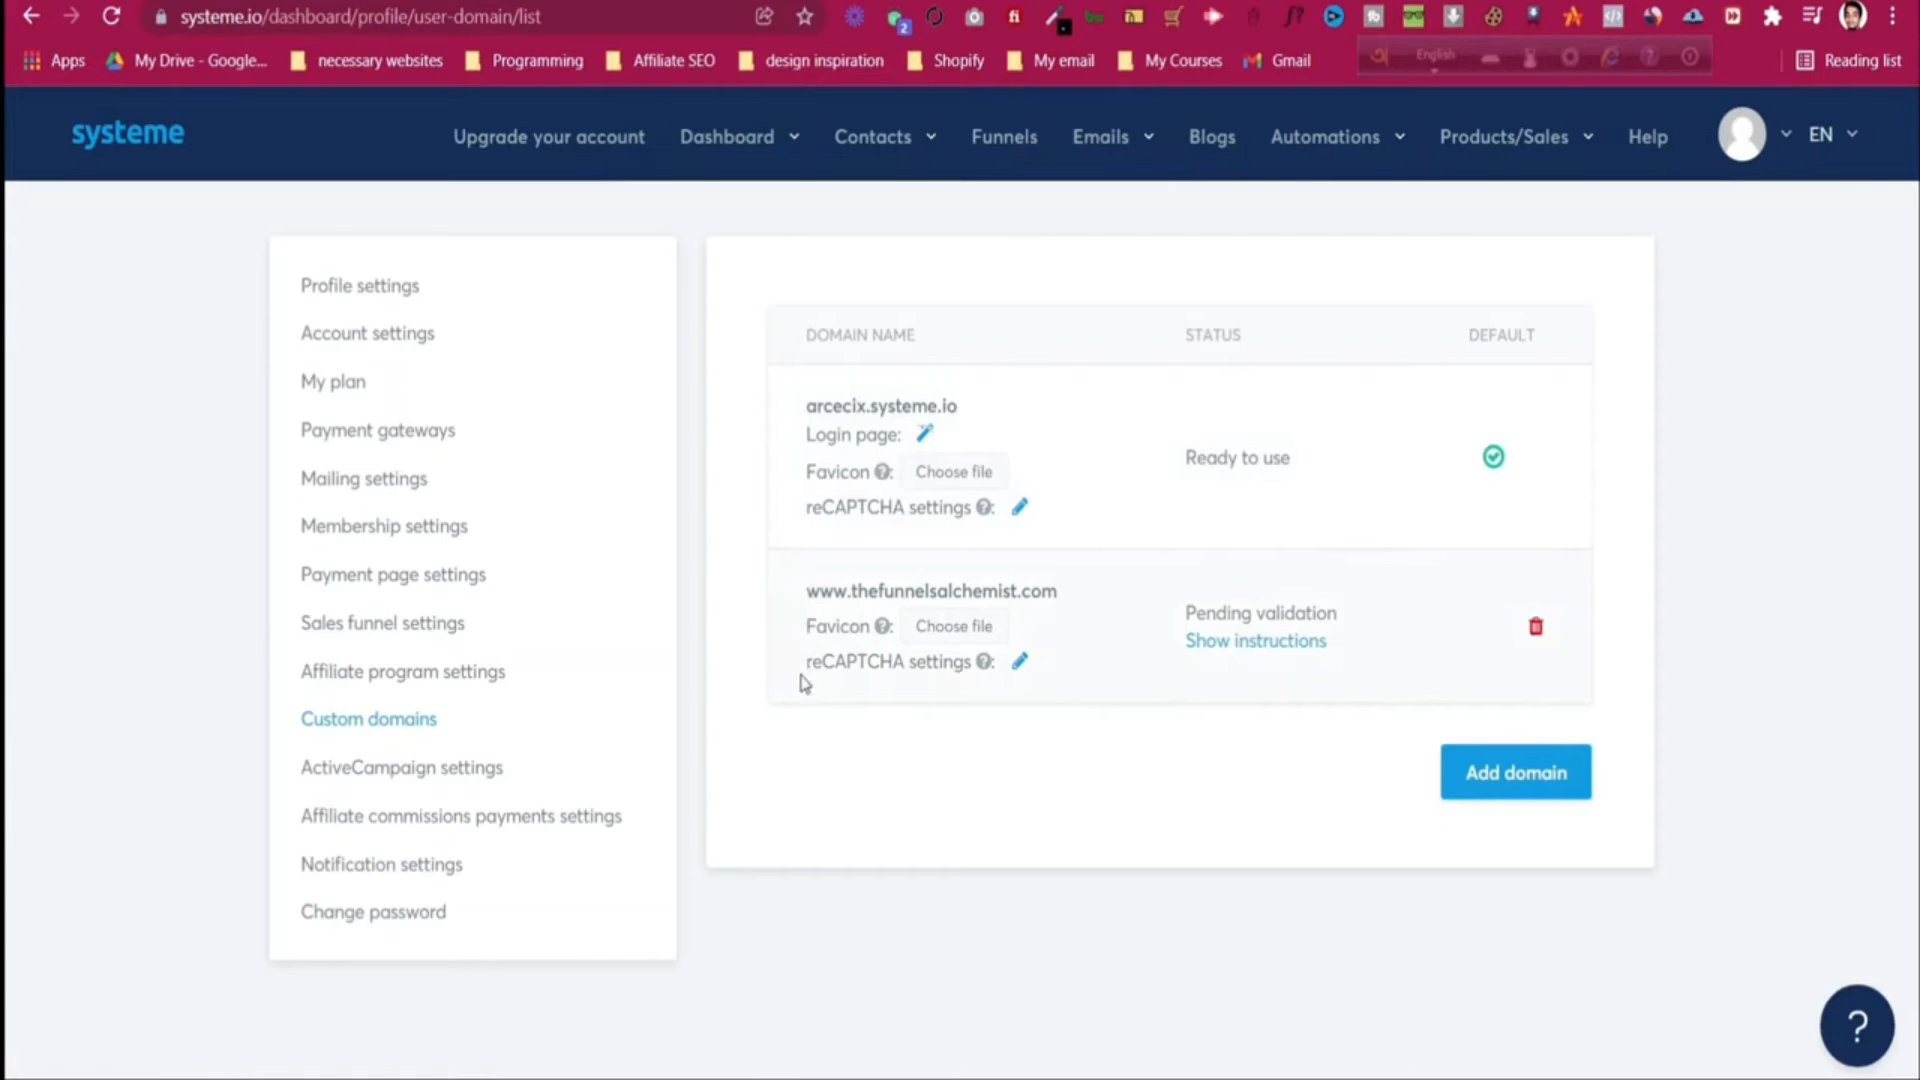 systeme.io/dashboard/profile/user-domain/list
2
Apps
My Drive - Google...
necessary websites
Programming
Affiliate SEO
design inspiration
Shopify
My email
My Courses
Gmail
English
Reading list
systeme
Upgrade your account
Dashboard
Contacts
Funnels
Emails
Blogs
Automations
Products/Sales
Help
EN
Profile settings
Account settings
My plan
Payment gateways
Mailing settings
Membership settings
Payment page settings
Sales funnel settings
Affiliate program settings
Custom domains
ActiveCampaign settings
Affiliate commissions payments settings
Notification settings
Change password
DOMAIN NAME STATUS DEFAULT
arcecix.systeme.io
Login page:
Favicon ?: Choose file
reCAPTCHA settings ?:
Ready to use
www.thefunnelsalchemist.com
Favicon ?: Choose file
reCAPTCHA settings ?:
Pending validation
Show instructions
Add domain
?